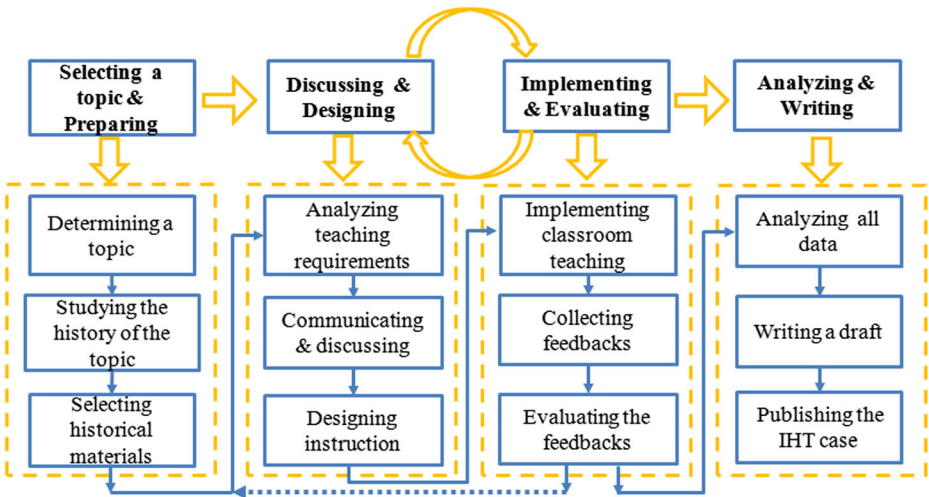 Selecting a
topic &
Preparing
Discussing &
Designing
Implementing
& Evaluating
Analyzing &
Writing
Determining a
topic
Studying the
history of the
topic
Selecting
historical
materials
Analyzing
teaching
requirements
Communicating
& discussing
Designing
instruction
Implementing
classroom
teaching
Collecting
feedbacks
Evaluating the
feedbacks
Analyzing all
data
Writing a draft
Publishing the
IHT case